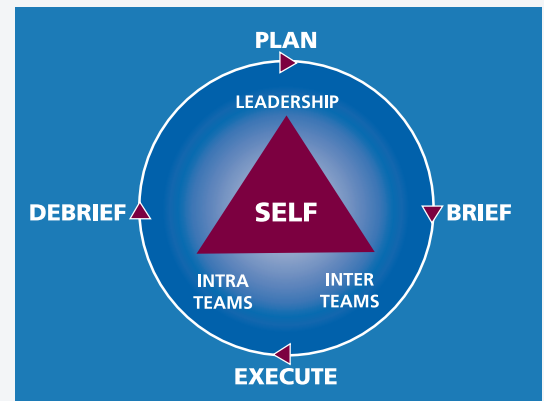 PLAN
LEADERSHIP
DEBRIEF
SELF
BRIEF
INTRA
TEAMS
INTER
TEAMS
EXECUTE